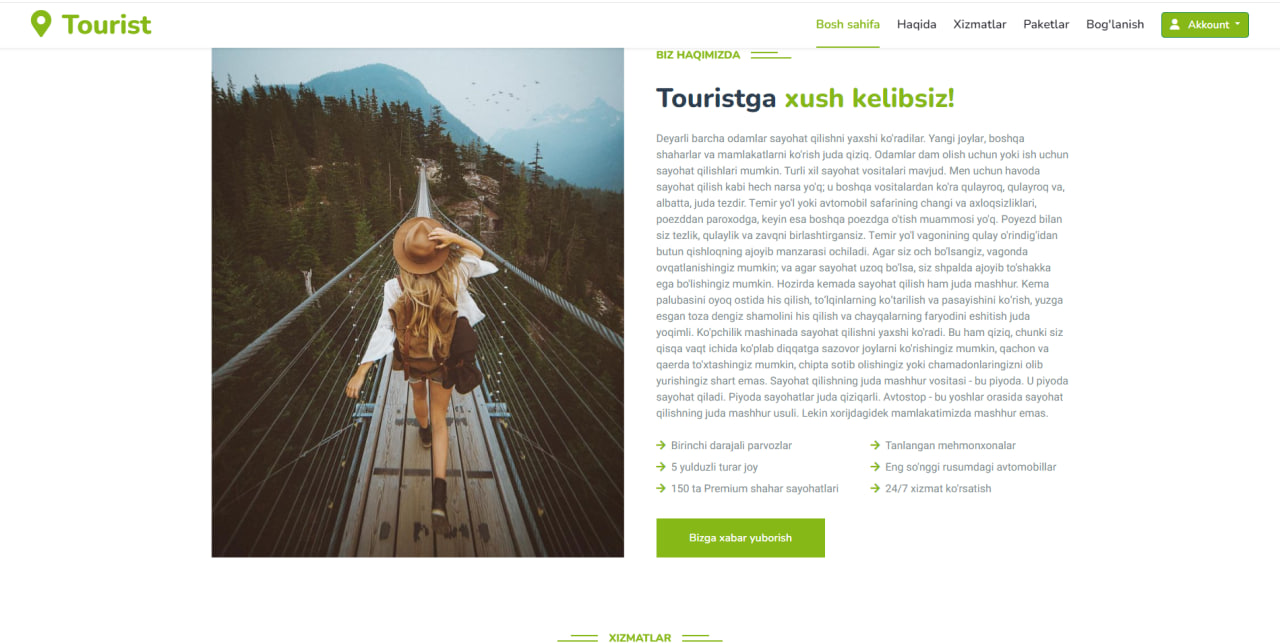 Tourist
Bosh sahifa
Haqida
Xizmatlar
Paketlar
Bog'lanish
Akkount
BIZ HAQIMIZDA
Touristga xush kelibsiz!
Deyarli barcha odamlar sayohat qilishni yaxshi ko'radilar. Yangi joylar, boshqa
shaharlar va mamlakatlarni ko'rish juda qiziq. Odamlar dam olish uchun yoki ish uchun
sayohat qilishlari mumkin. Turli xil sayohat vositalari mavjud. Men uchun havoda
sayohat qilish kabi hech narsa yo'q; u boshqa vositalardan ko'ra qulayroq, qulayroq va,
albatta, juda tezdir. Temir yo'l yoki avtomobil safarining changi va axloqsizliklari,
poezddan paroxodga, keyin esa boshqa poezdga o'tish muammosi yo'q. Poyezd bilan
siz tezlik, qulaylik va zavqni birlashtirgansiz. Temir yo'l vagonining qulay o'rindig'idan
butun qishloqning ajoyib manzarasi ochiladi. Agar siz och bo'lsangiz, vagonda
ovqatlanishingiz mumkin; va agar sayohat uzoq bo'lsa, siz shpalda ajoyib to'shakka
ega bo'lishingiz mumkin. Hozirda kemada sayohat qilish ham juda mashhur. Kema
palubasini oyoq ostida his qilish, to'lqinlarning ko'tarilish va pasayishini ko'rish, yuzga
esgan toza dengiz shamolini his qilish va chayqalarning faryodini eshitish juda
yoqimli. Ko'pchilik mashinada sayohat qilishni yaxshi ko'radi. Bu ham qiziq, chunki siz
qisqa vaqt ichida ko'plab diqqatga sazovor joylarni ko'rishingiz mumkin, qachon va
qaerda to'xtashingiz mumkin, chipta sotib olishingiz yoki chamadonlaringizni olib
yurishingiz shart emas. Sayohat qilishning juda mashhur vositasi - bu piyoda. U piyoda
sayohat qiladi. Piyoda sayohatlar juda qiziqarli. Avtostop - bu yoshlar orasida sayohat
qilishning juda mashhur usuli. Lekin xorijdagidek mamlakatimizda mashhur emas.
Birinchi darajali parvozlar
Tanlangan mehmonxonalar
5 yulduzli turar joy
Eng so'nggi rusumdagi avtomobillar
150 ta Premium shahar sayohatlari
24/7 xizmat ko'rsatish
Bizga xabar yuborish
XIZMATLAR